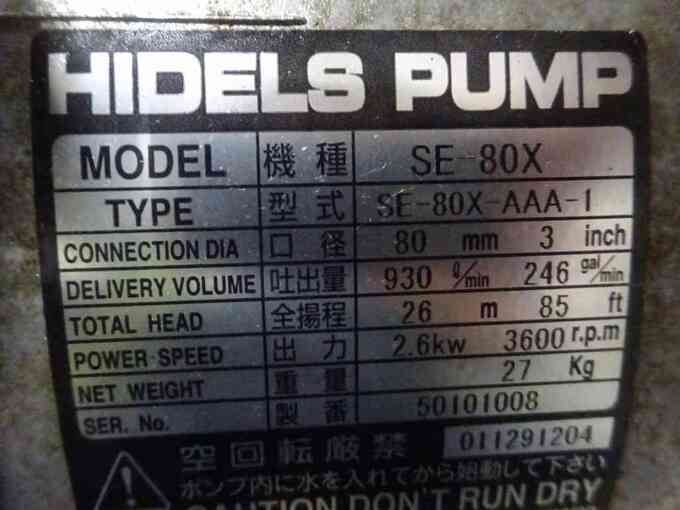 HIDELS PUMP
MODEL 機種 SE-80X
TYPE 型式 SE-80X-AAA-1
CONNECTION DIA 口径 80 mm 3 inch
DELIVERY VOLUME 吐出量 930 ℓ/min 246 gal/min
TOTAL HEAD 全揚程 26 m 85 ft
POWER·SPEED 出力 2.6kw 3600 r.p.m
NET WEIGHT 重量 27 Kg
SER. No. 製番 50101008
011291204
空回転厳禁
ポンプ内に水を入れてから始動して下さい
CAUTION DON'T RUN DRY